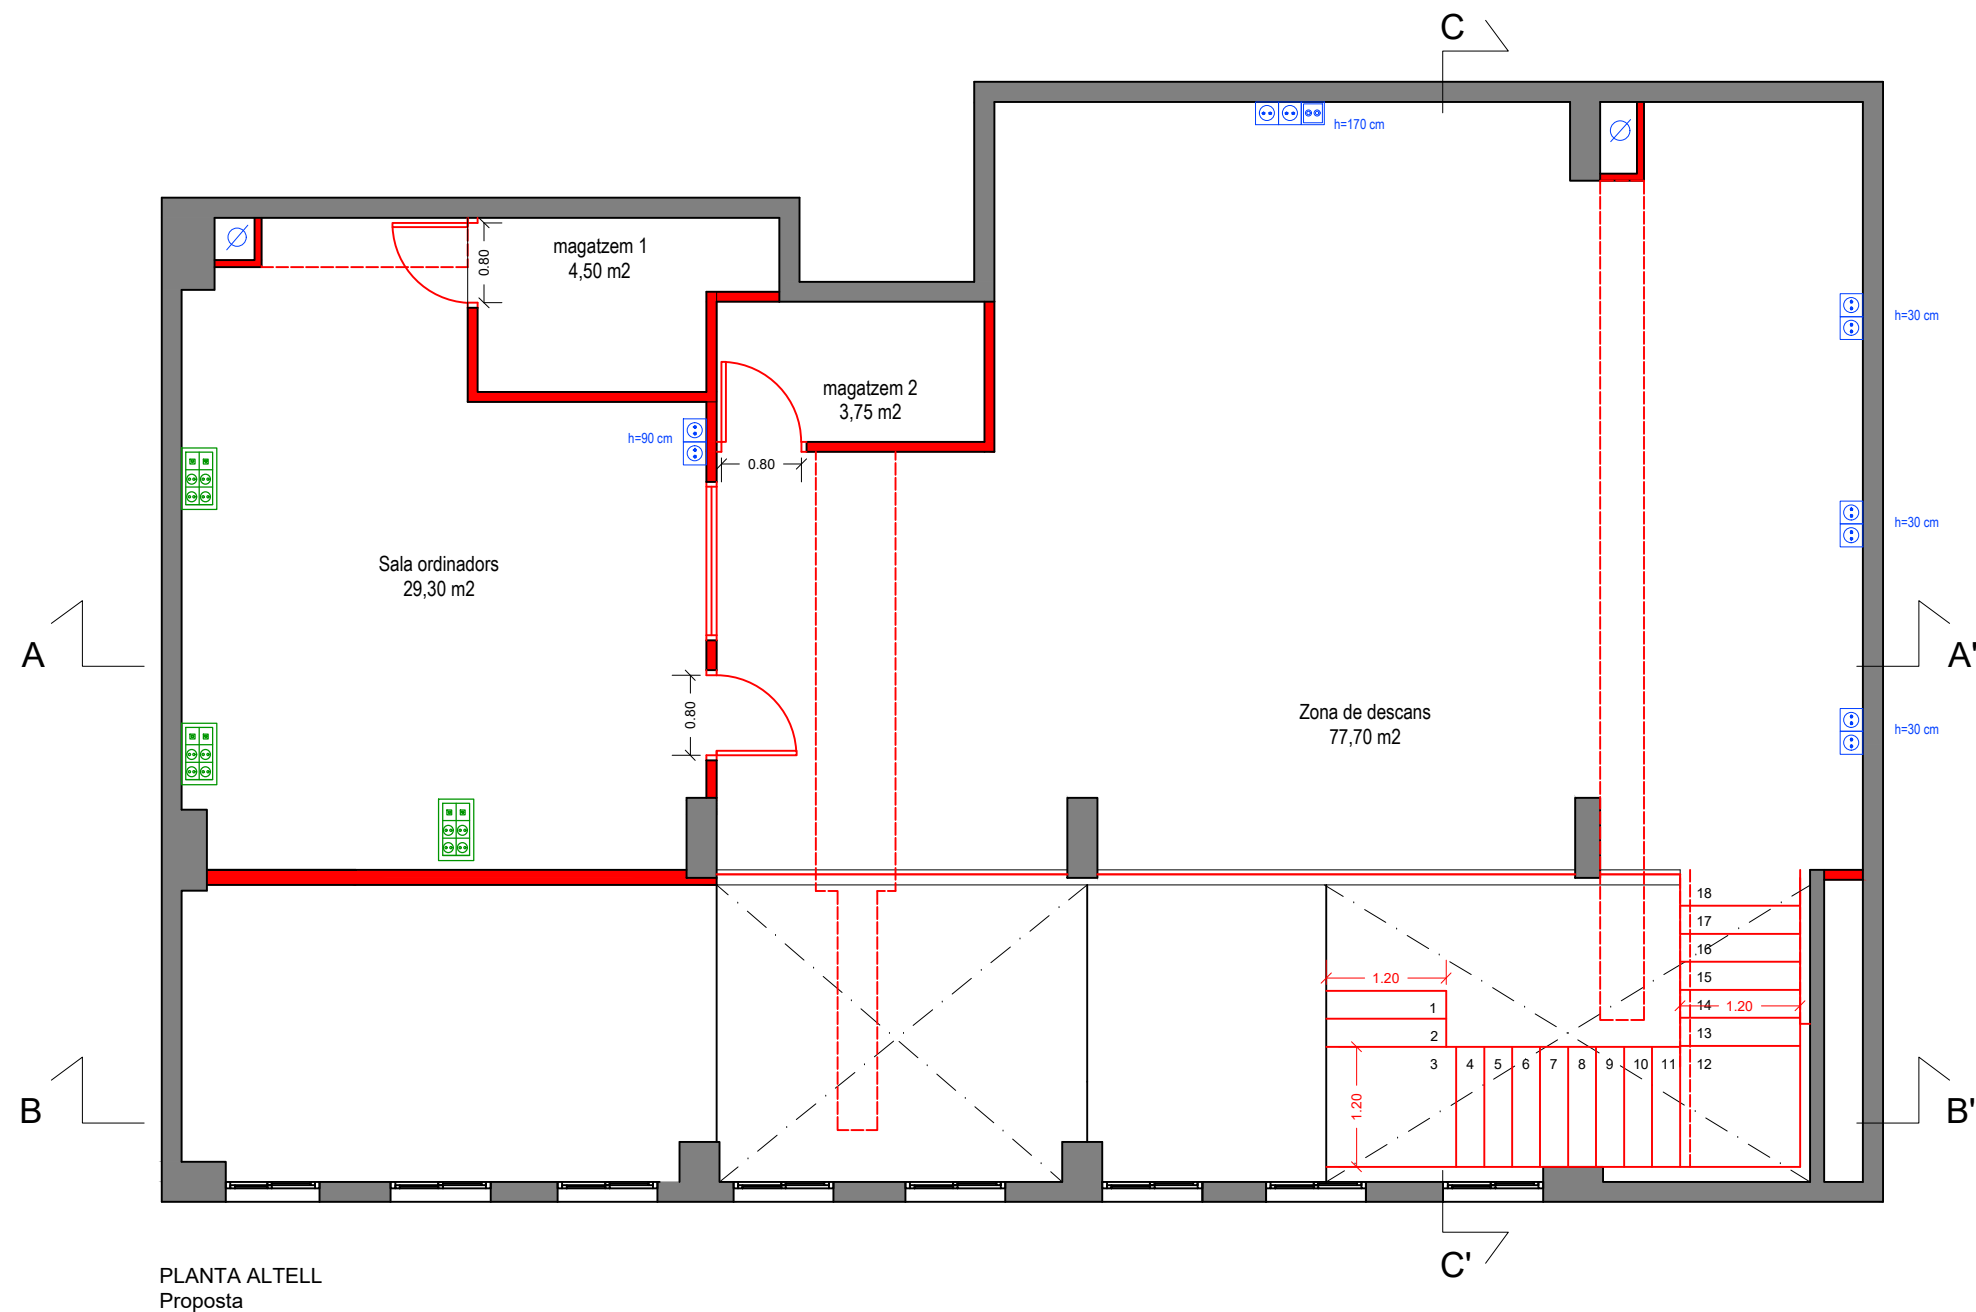 C
h=170 cm
magatzem 1
4,50 m2
0.80
h=30 cm
magatzem 2
3,75 m2
h=90 cm
0.80
h=30 cm
Sala ordinadors
29,30 m2
A
A'
0.80
Zona de descans
77,70 m2
h=30 cm
18
17
16
15
14
13
12
1.20
1.20
1
2
3
4
5
6
7
8
9
10
11
1.20
B
B'
C'
PLANTA ALTELL
Proposta